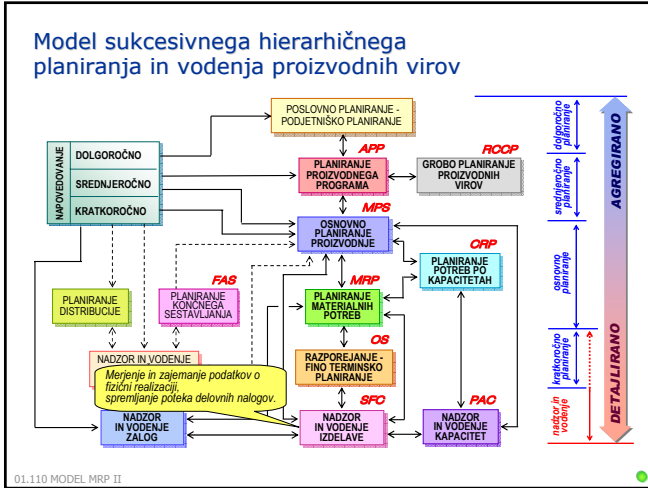 Model sukcesivnega hierarhičnega
planiranja in vodenja proizvodnih virov
POSLOVNO PLANIRANJE -
PODJETNIŠKO PLANIRANJE
NAPOVEDOVANJE
DOLGOROČNO
SREDNJEROČNO
KRATKOROČNO
APP
PLANIRANJE
PROIZVODNEGA
PROGRAMA
RCCP
GROBO PLANIRANJE
PROIZVODNIH
VIROV
MPS
OSNOVNO
PLANIRANJE
PROIZVODNJE
CRP
PLANIRANJE
POTREB PO
KAPACITETAH
PLANIRANJE
DISTRIBUCIJE
FAS
PLANIRANJE
KONČNEGA
SESTAVLJANJA
MRP
PLANIRANJE
MATERIALNIH
POTREB
OS
RAZPOREJANJE -
FINO TERMINSKO
PLANIRANJE
NADZOR IN VODENJE
Merjenje in zajemanje podatkov o
fizični realizaciji,
spremljanje poteka delovnih nalogov.
NADZOR
IN VODENJE
ZALOG
SFC
NADZOR
IN VODENJE
IZDELAVE
PAC
NADZOR
IN VODENJE
KAPACITET
dolgoročno
planiranje
srednjeročno
planiranje
osnovno
planiranje
kratkoročno
planiranje
nadzor in
vodenje
AGREGIRANO
DETAJLIRANO
01.110 MODEL MRP II